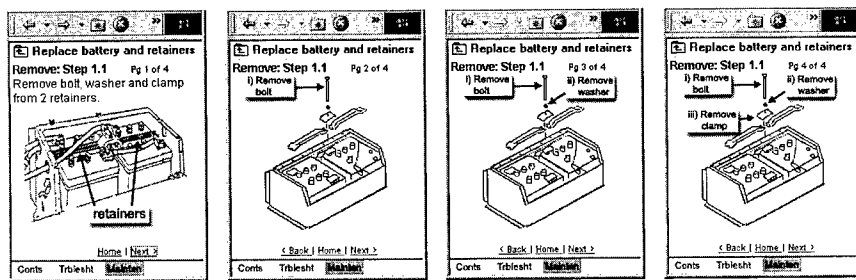 Replace battery and retainers
Remove: Step 1.1 Pg 1 of 4
Remove bolt, washer and clamp
from 2 retainers.
retainers
Home | Next >
Conts Trblesht Mainten
Replace battery and retainers
Remove: Step 1.1 Pg 2 of 4
i) Remove
bolt
< Back | Home | Next >
Conts Trblesht Mainten
Replace battery and retainers
Remove: Step 1.1 Pg 3 of 4
i) Remove
bolt
ii) Remove
washer
< Back | Home | Next >
Conts Trblesht Mainten
Replace battery and retainers
Remove: Step 1.1 Pg 4 of 4
i) Remove
bolt
ii) Remove
washer
iii) Remove
clamp
< Back | Home | Next >
Conts Trblesht Mainten